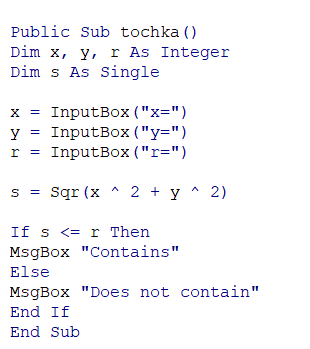 Public Sub tochka()
Dim x, y, r As Integer
Dim s As Single
x = InputBox("x=")
y = InputBox("y=")
r = InputBox("r=")
s = Sqr(x ^ 2 + y ^ 2)
If s <= r Then
MsgBox "Contains"
Else
MsgBox "Does not contain"
End If
End Sub